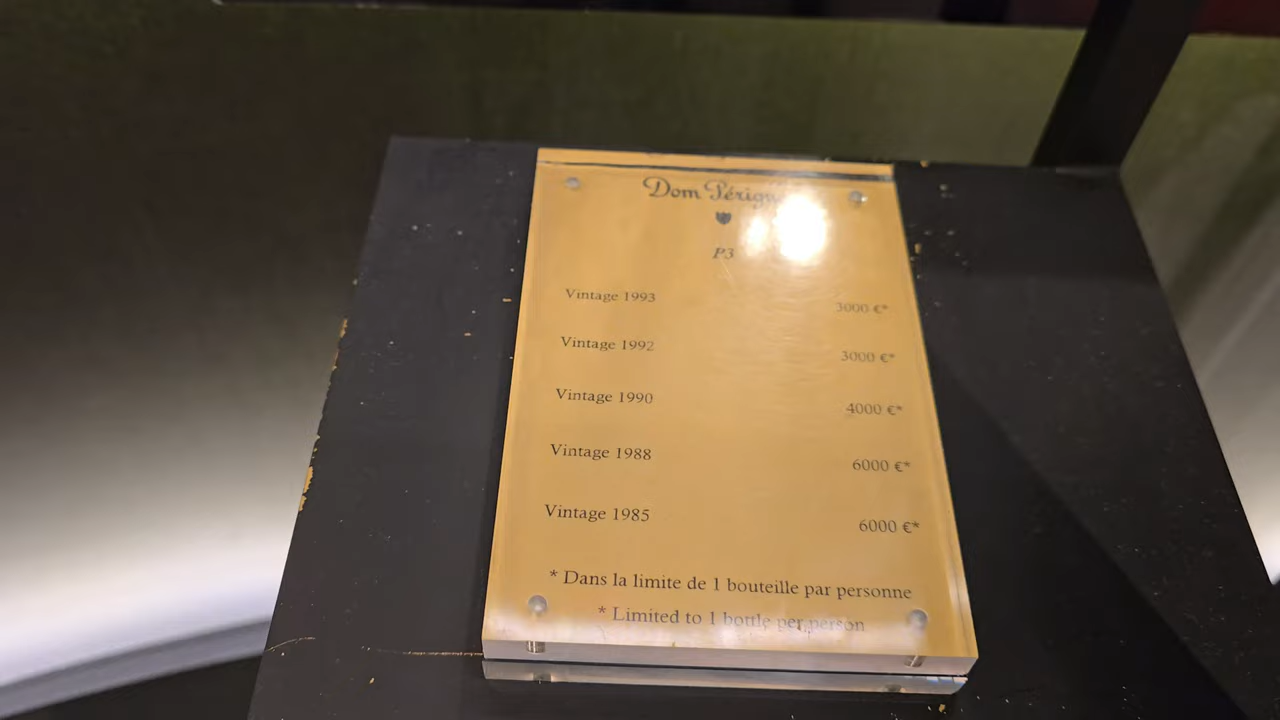 Dom Pérign
P3
Vintage 1993 3000 €*
Vintage 1992 3000 €*
Vintage 1990 4000 €*
Vintage 1988 6000 €*
Vintage 1985 6000 €*
* Dans la limite de 1 bouteille par personne
* Limited to 1 bottle per person